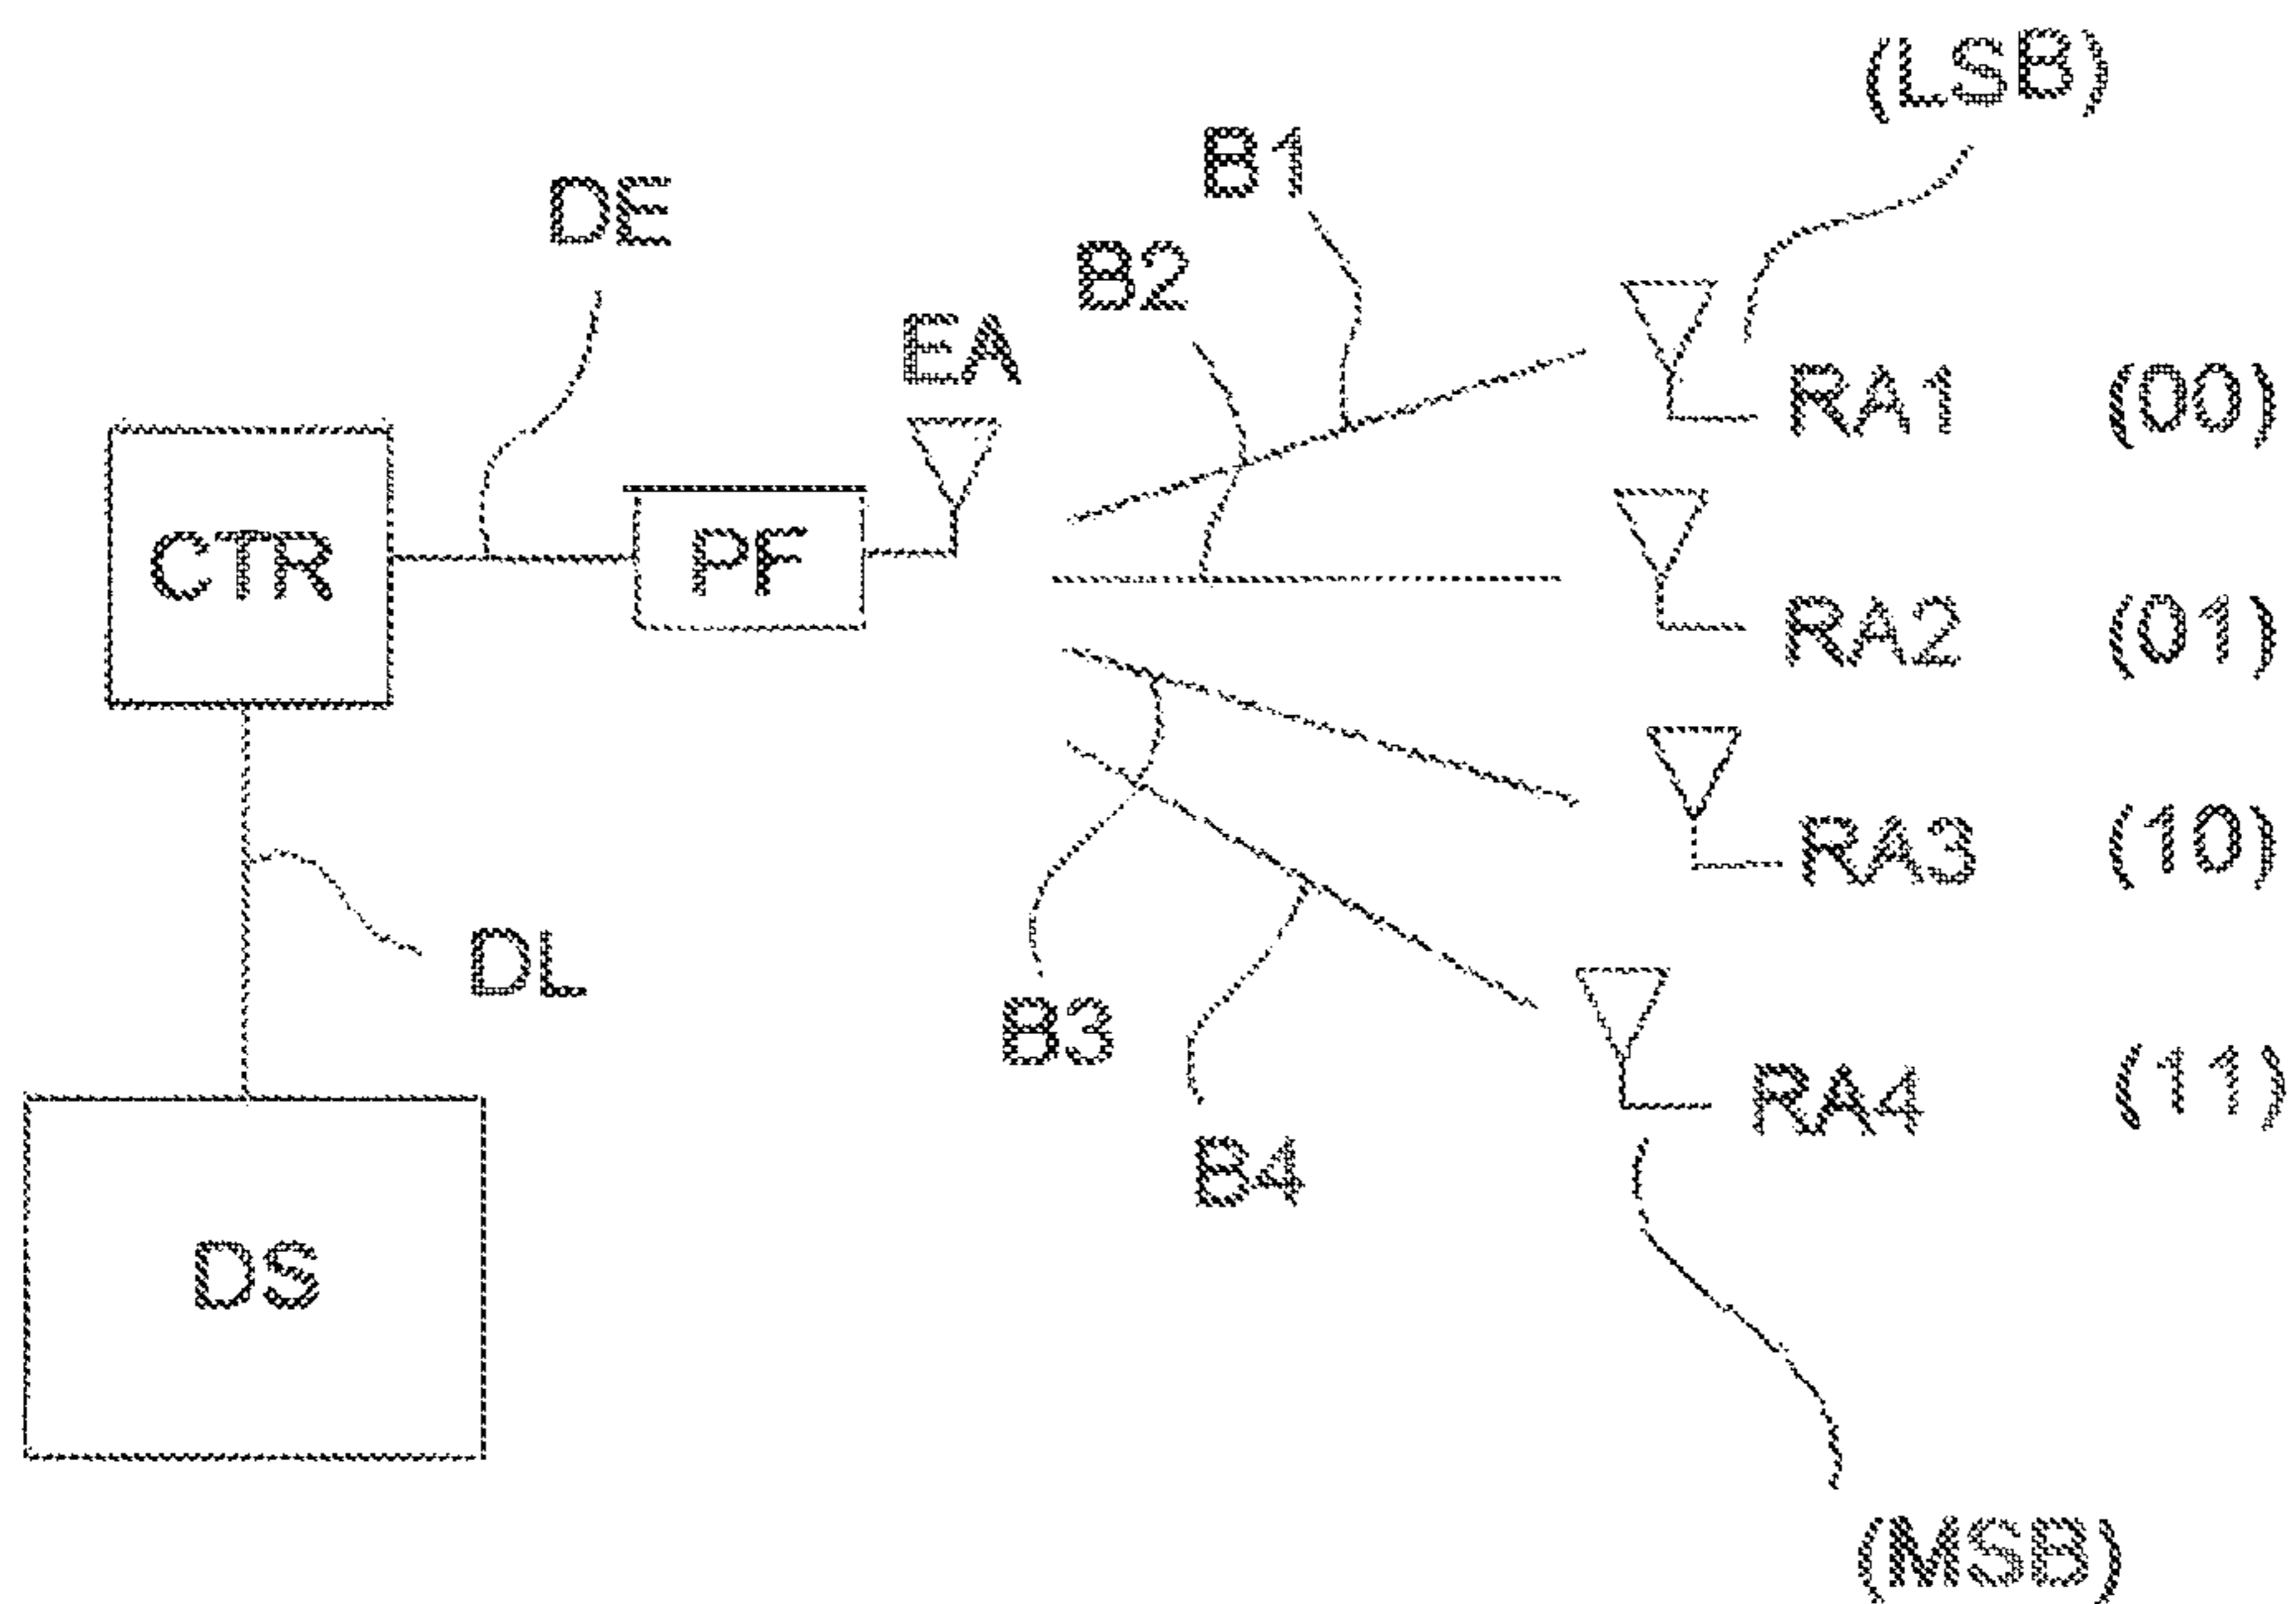 (LSB)
B1
DE
B2
EA
RA1 (00)
CTR
PF
RA2 (01)
RA3 (10)
DL
B3
RA4 (11)
B4
DS
(MSB)